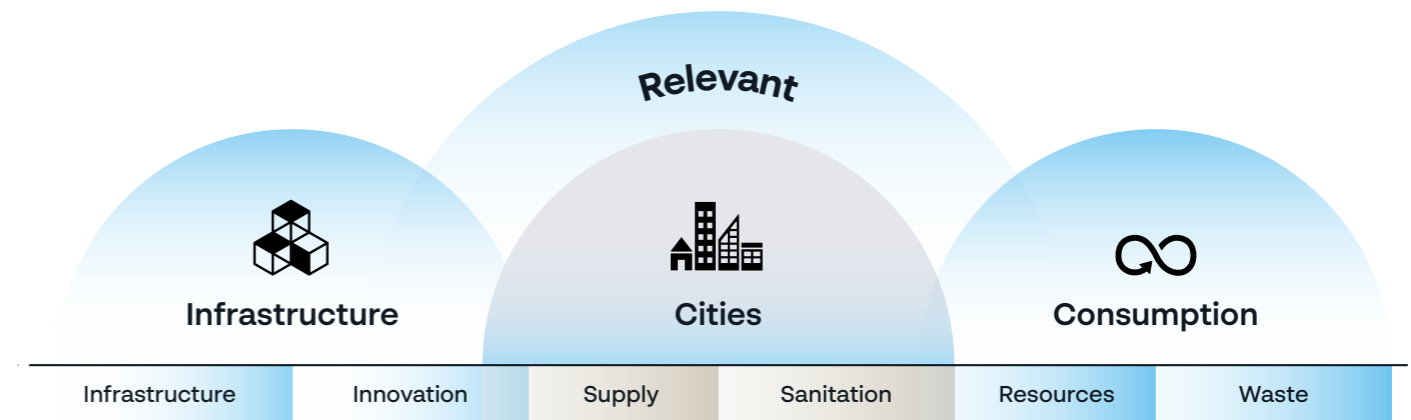 Relevant
Infrastructure
Cities
Consumption
Infrastructure
Innovation
Supply
Sanitation
Resources
Waste